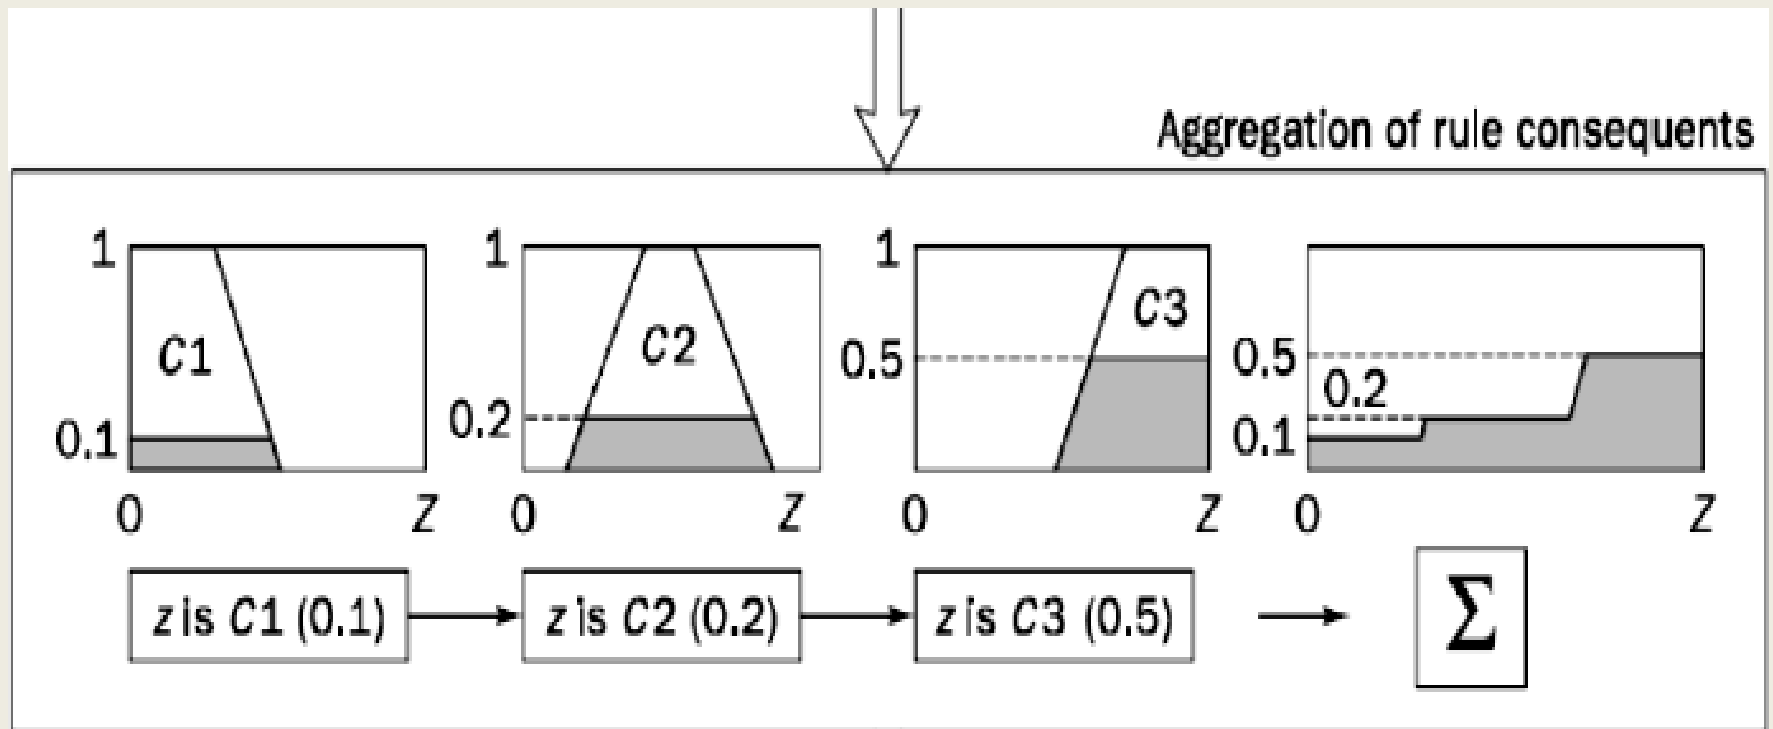 Aggregation of rule consequents
1
C1
0.1
0 Z
1
C2
0.2
0 Z
1
C3
0.5
0 Z
0.5
0.2
0.1
0 Z
z is C1 (0.1)
z is C2 (0.2)
z is C3 (0.5)
Σ